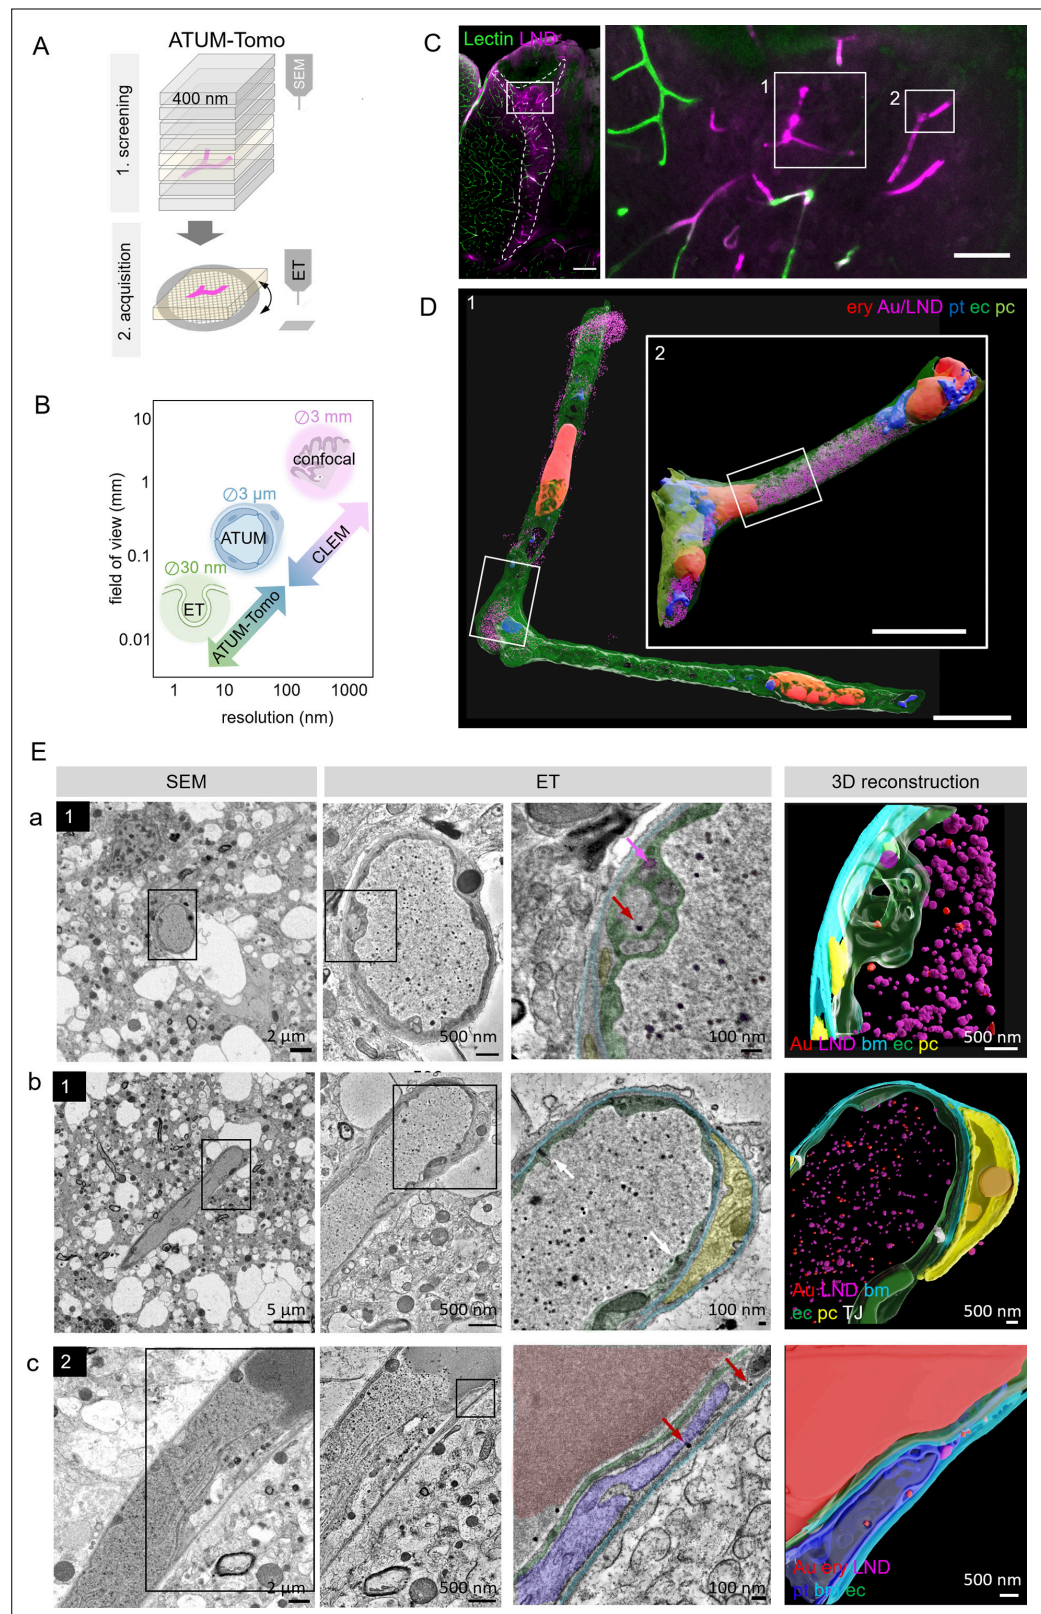 A
ATUM-Tomo
1. screening
400 nm
SEM
2. acquisition
ET
B
field of view (mm)
10
1
0.1
0.01
∅3 mm
confocal
∅3 µm
ATUM
CLEM
∅30 nm
ET
ATUM-Tomo
1 10 100 1000
resolution (nm)
C
Lectin LND
1
2
D
1
ery Au/LND pt ec pc
2
E
SEM
ET
3D reconstruction
a
1
2 µm
500 nm
100 nm
Au LND bm ec pc
500 nm
b
1
5 µm
500 nm
100 nm
Au LND bm
ec pc TJ
500 nm
c
2
2 µm
500 nm
100 nm
Au ery LND
pt bm ec
500 nm